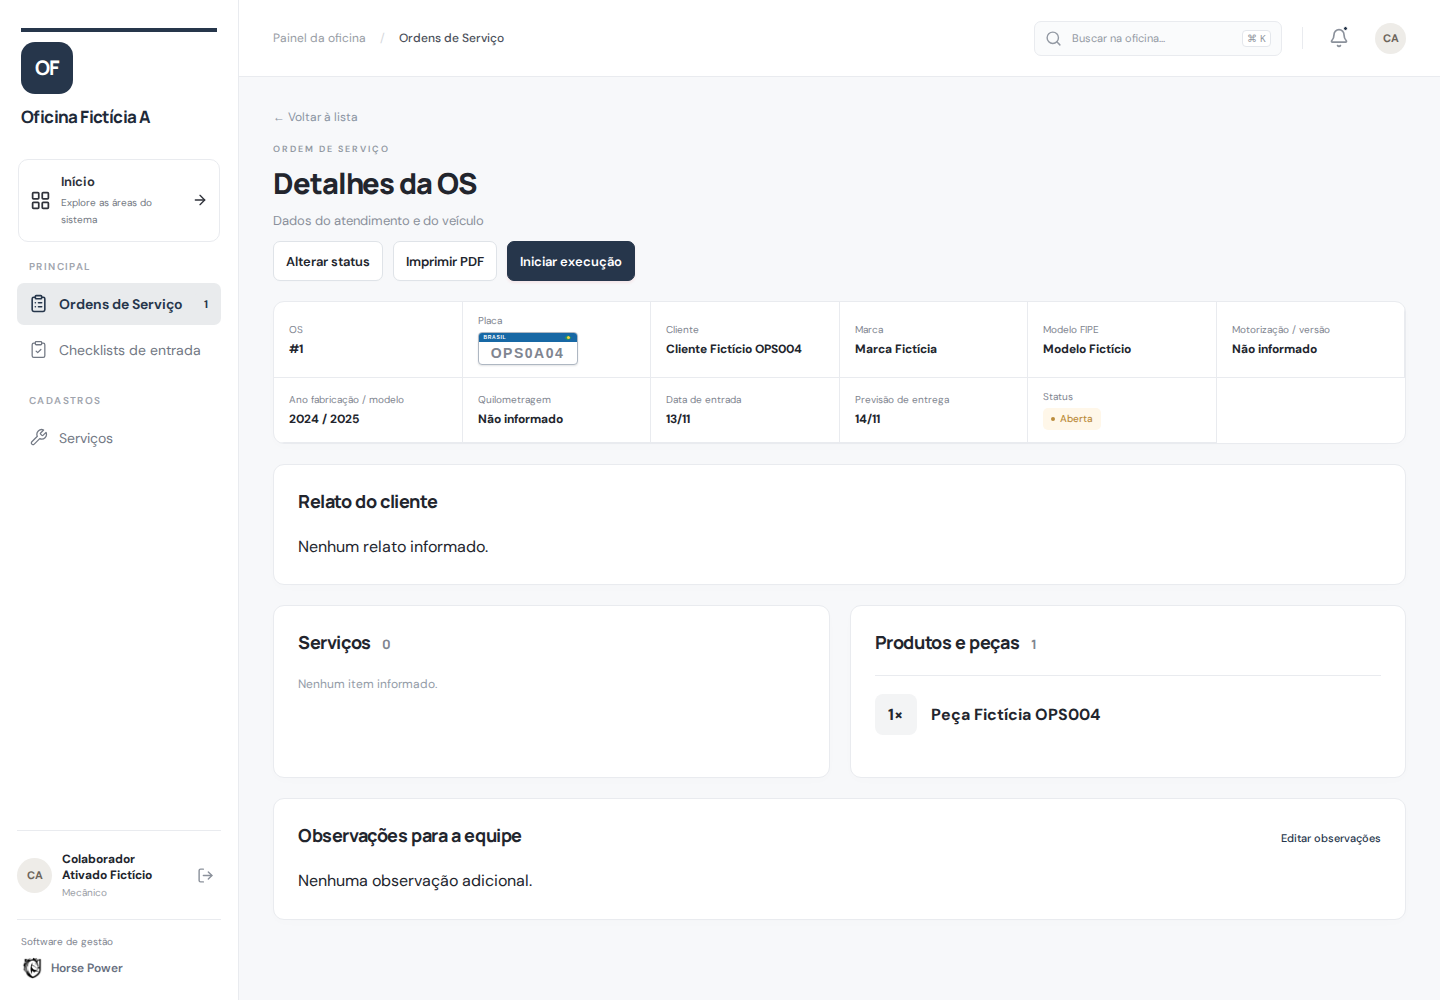 OF
Oficina Fictícia A
Início
Explore as áreas do
sistema
PRINCIPAL
Ordens de Serviço 1
Checklists de entrada
CADASTROS
Serviços
Colaborador
Ativado Fictício
CA
Mecânico
Software de gestão
Horse Power
Painel da oficina / Ordens de Serviço
Buscar na oficina... ⌘ K
CA
← Voltar à lista
ORDEM DE SERVIÇO
Detalhes da OS
Dados do atendimento e do veículo
Alterar status Imprimir PDF Iniciar execução
OS
#1
Placa
BRASIL
OPS0A04
Cliente
Cliente Fictício OPS004
Marca
Marca Fictícia
Modelo FIPE
Modelo Fictício
Motorização / versão
Não informado
Ano fabricação / modelo
2024 / 2025
Quilometragem
Não informado
Data de entrada
13/11
Previsão de entrega
14/11
Status
Aberta
Relato do cliente
Nenhum relato informado.
Serviços 0
Nenhum item informado.
Produtos e peças 1
1× Peça Fictícia OPS004
Observações para a equipe
Editar observações
Nenhuma observação adicional.